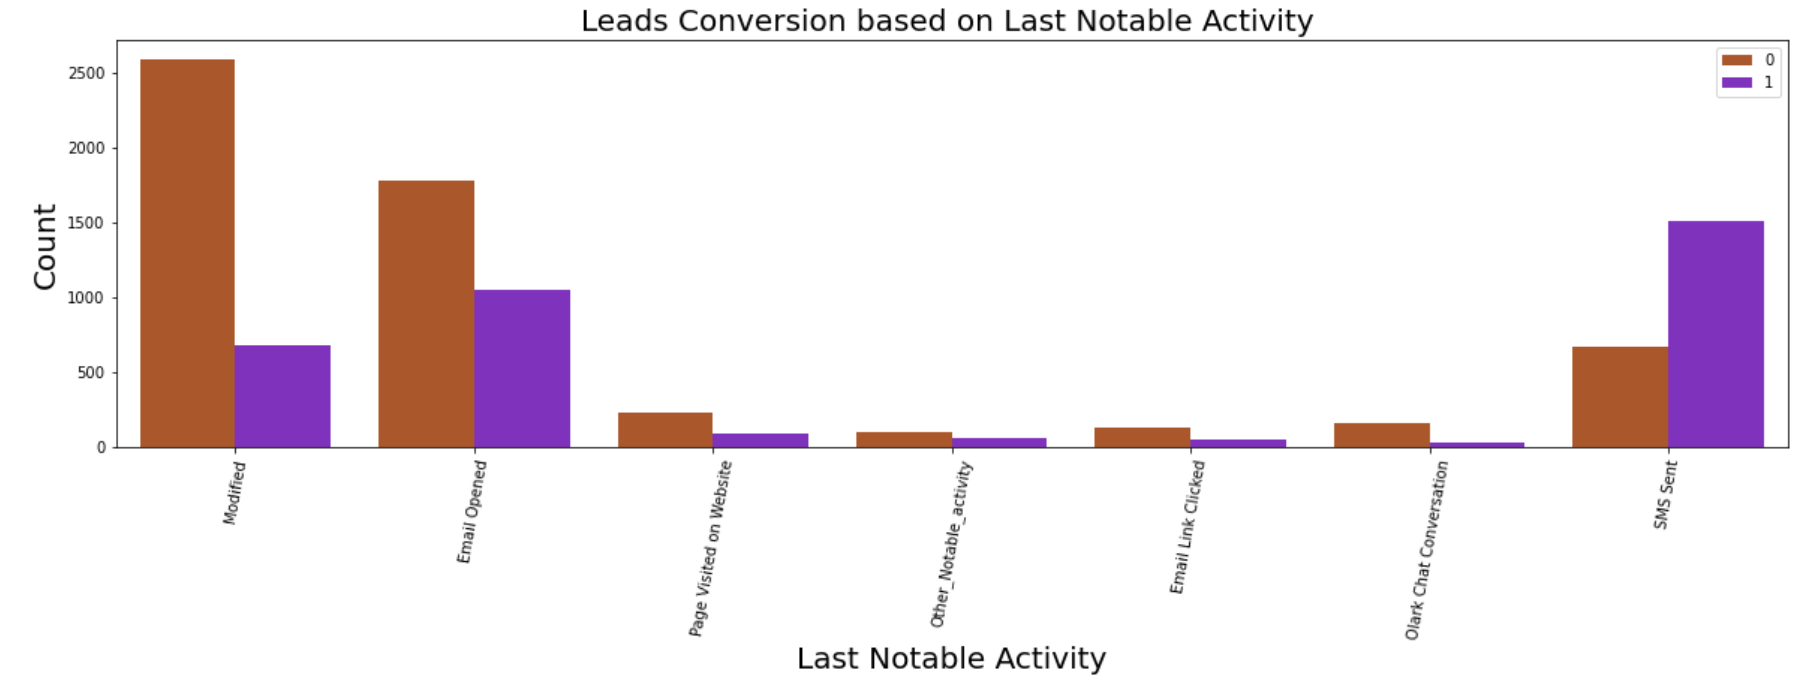 Leads Conversion based on Last Notable Activity
0
1
2500
2000
1500
1000
500
0
Count
Modified
Email Opened
Page Visited on Website
Other_Notable_activity
Email Link Clicked
Olark Chat Conversation
SMS Sent
Last Notable Activity